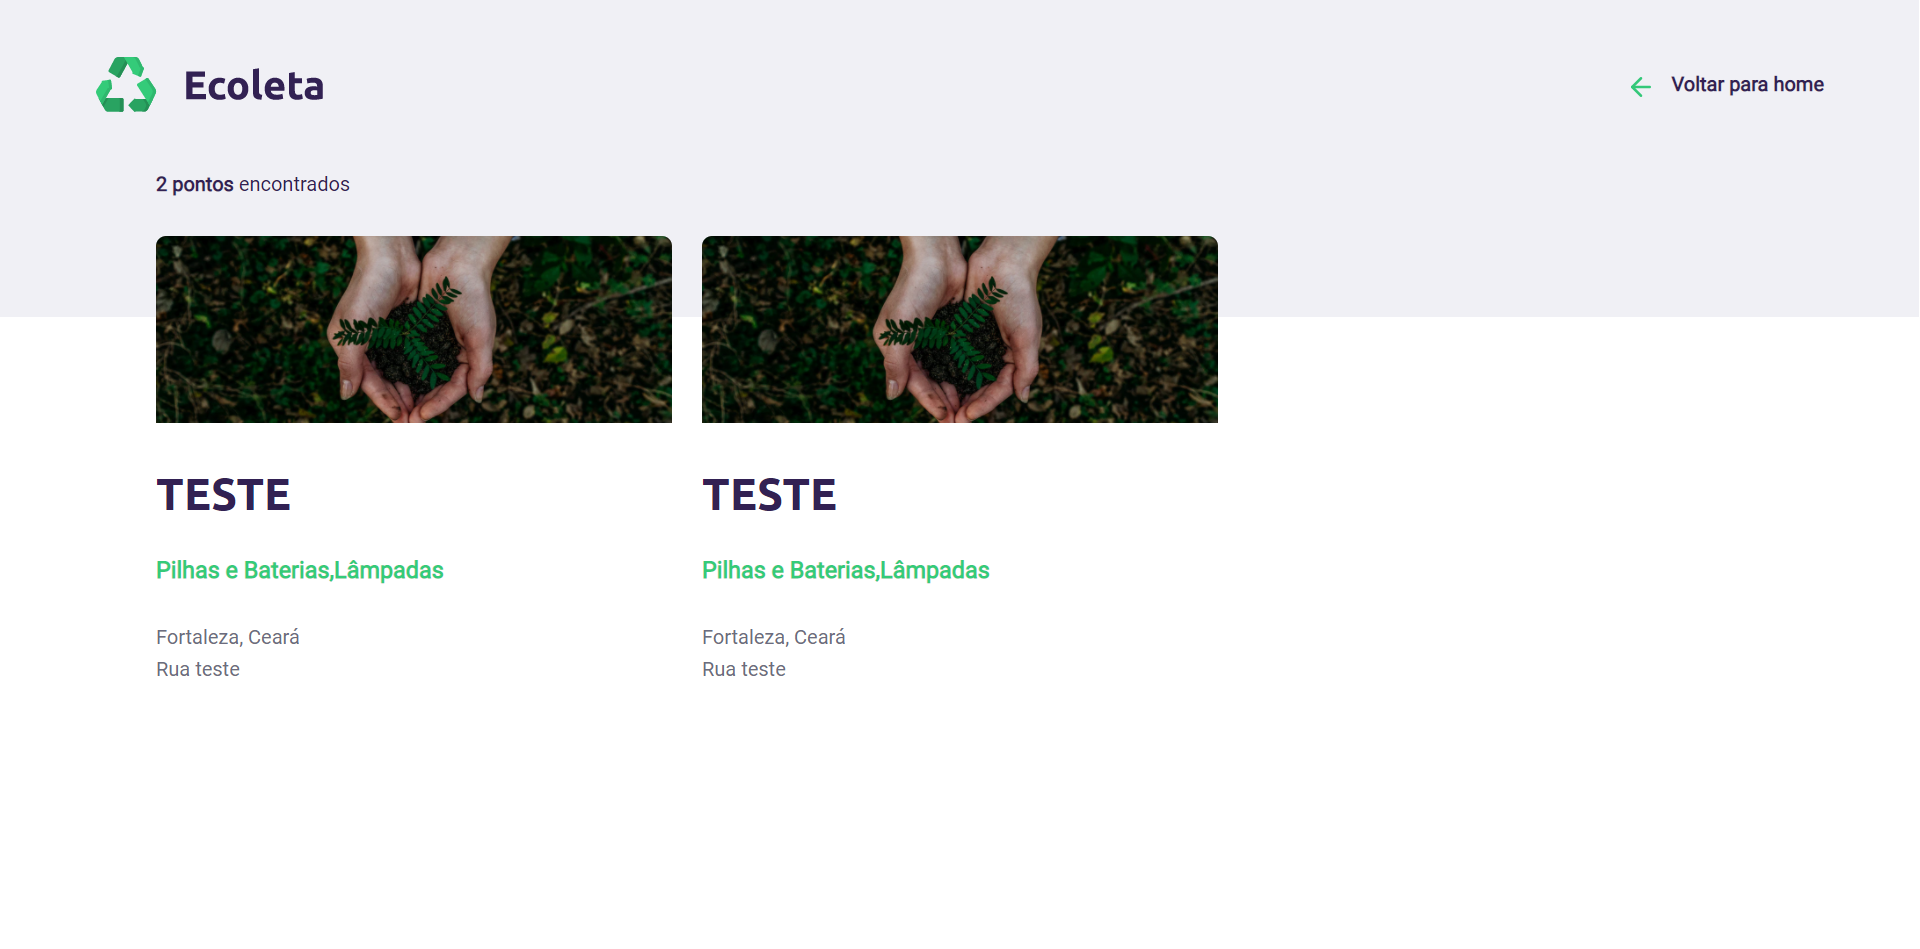 Ecoleta
Voltar para home
2 pontos encontrados
TESTE
Pilhas e Baterias,Lâmpadas
Fortaleza, Ceará
Rua teste
TESTE
Pilhas e Baterias,Lâmpadas
Fortaleza, Ceará
Rua teste